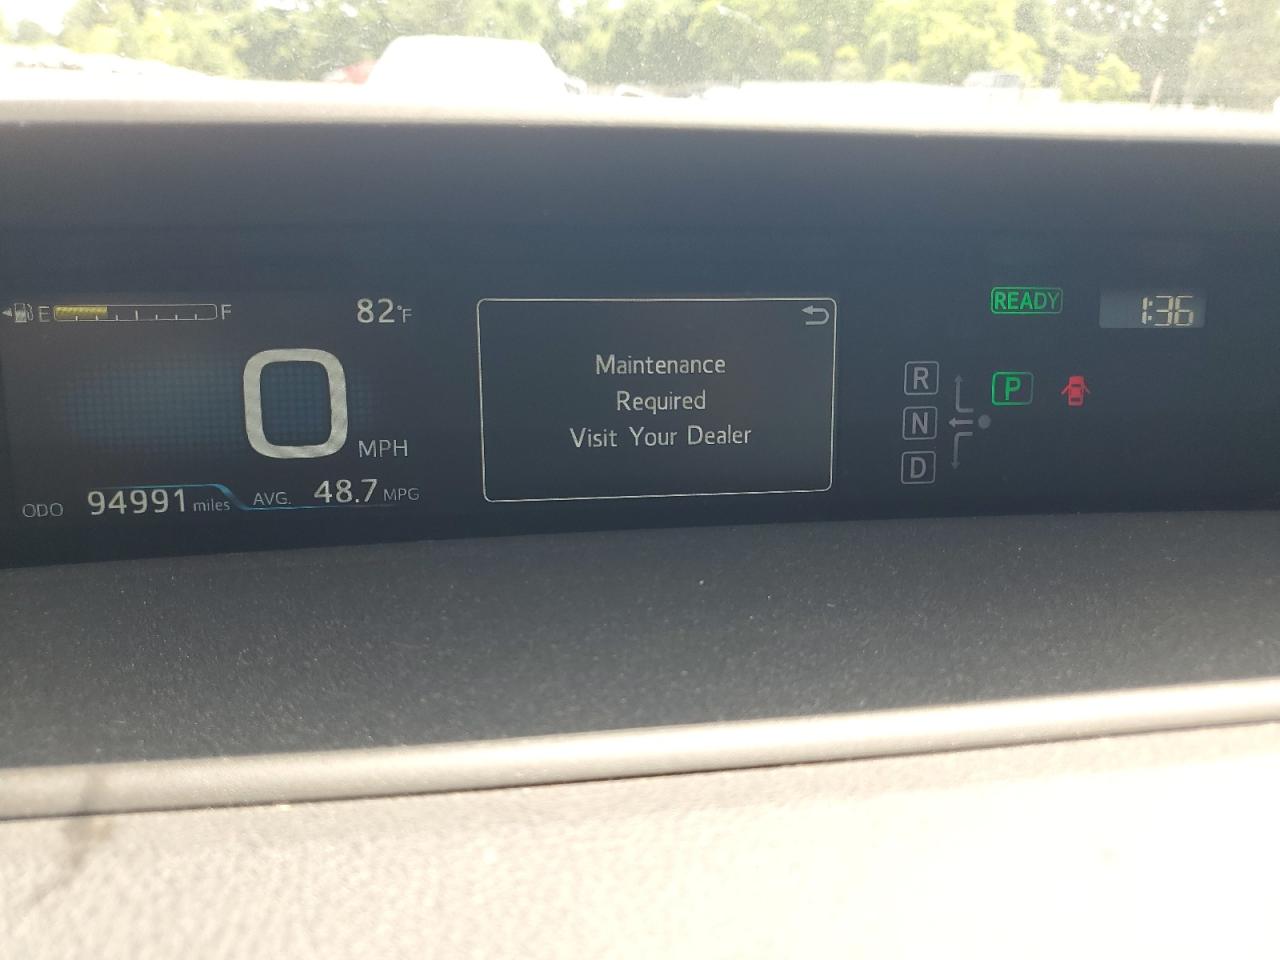 E F 82°F
0 MPH
ODO 94991 miles AVG. 48.7 MPG
Maintenance
Required
Visit Your Dealer
READY 1:36
R
P
N
D